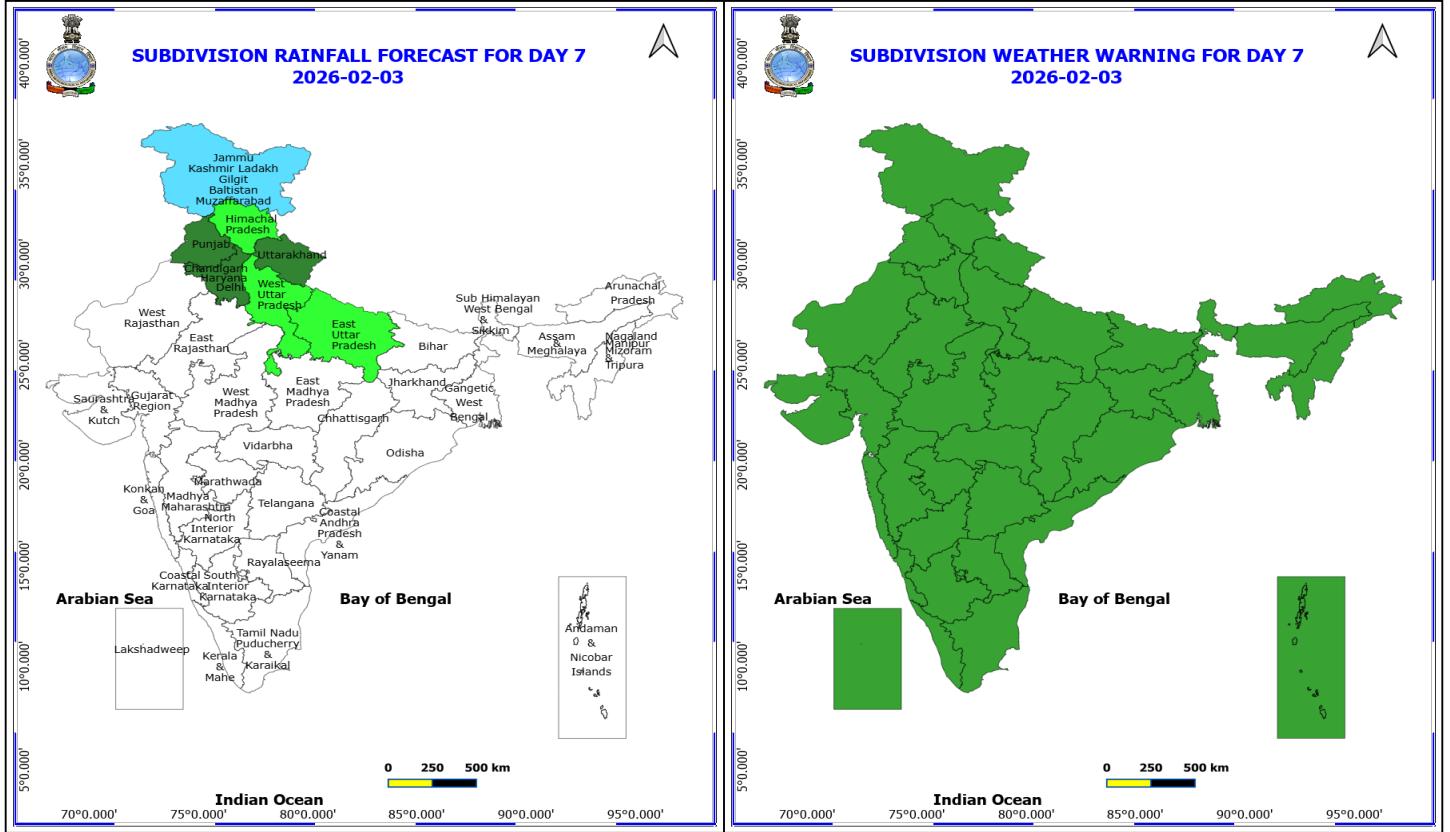 SUBDIVISION RAINFALL FORECAST FOR DAY 7
2026-02-03
40°0.000'
35°0.000'
30°0.000'
25°0.000'
20°0.000'
15°0.000'
10°0.000'
5°0.000'
Jammu
Kashmir Ladakh
Gilgit
Baltistan
Muzaffarabad
Himachal
Pradesh
Punjab
Uttarakhand
Chandigarh
Haryana
Delhi
West
Uttar
Pradesh
East
Uttar
Pradesh
West
Rajasthan
East
Rajasthan
Bihar
Sub Himalayan
West Bengal
&
Sikkim
Arunachal
Pradesh
Assam
&
Meghalaya
Nagaland
Manipur
Mizoram
&
Tripura
Saurashtra
&
Kutch
Gujarat
Region
West
Madhya
Pradesh
East
Madhya
Pradesh
Jharkhand
Gangetic
West
Bengal
Chhattisgarh
Vidarbha
Odisha
Konkan
&
Goa
Marathwada
Madhya
Maharashtra
Telangana
North
Interior
Karnataka
Coastal
Andhra
Pradesh
&
Yanam
Rayalaseema
Coastal
Karnataka
South
Interior
Karnataka
Arabian Sea
Bay of Bengal
Lakshadweep
Kerala
&
Mahe
Tamil Nadu
Puducherry
&
Karaikal
Andaman
&
Nicobar
Islands
0 250 500 km
Indian Ocean
70°0.000' 75°0.000' 80°0.000' 85°0.000' 90°0.000' 95°0.000'
SUBDIVISION WEATHER WARNING FOR DAY 7
2026-02-03
40°0.000'
35°0.000'
30°0.000'
25°0.000'
20°0.000'
15°0.000'
10°0.000'
5°0.000'
Arabian Sea
Bay of Bengal
0 250 500 km
Indian Ocean
70°0.000' 75°0.000' 80°0.000' 85°0.000' 90°0.000' 95°0.000'